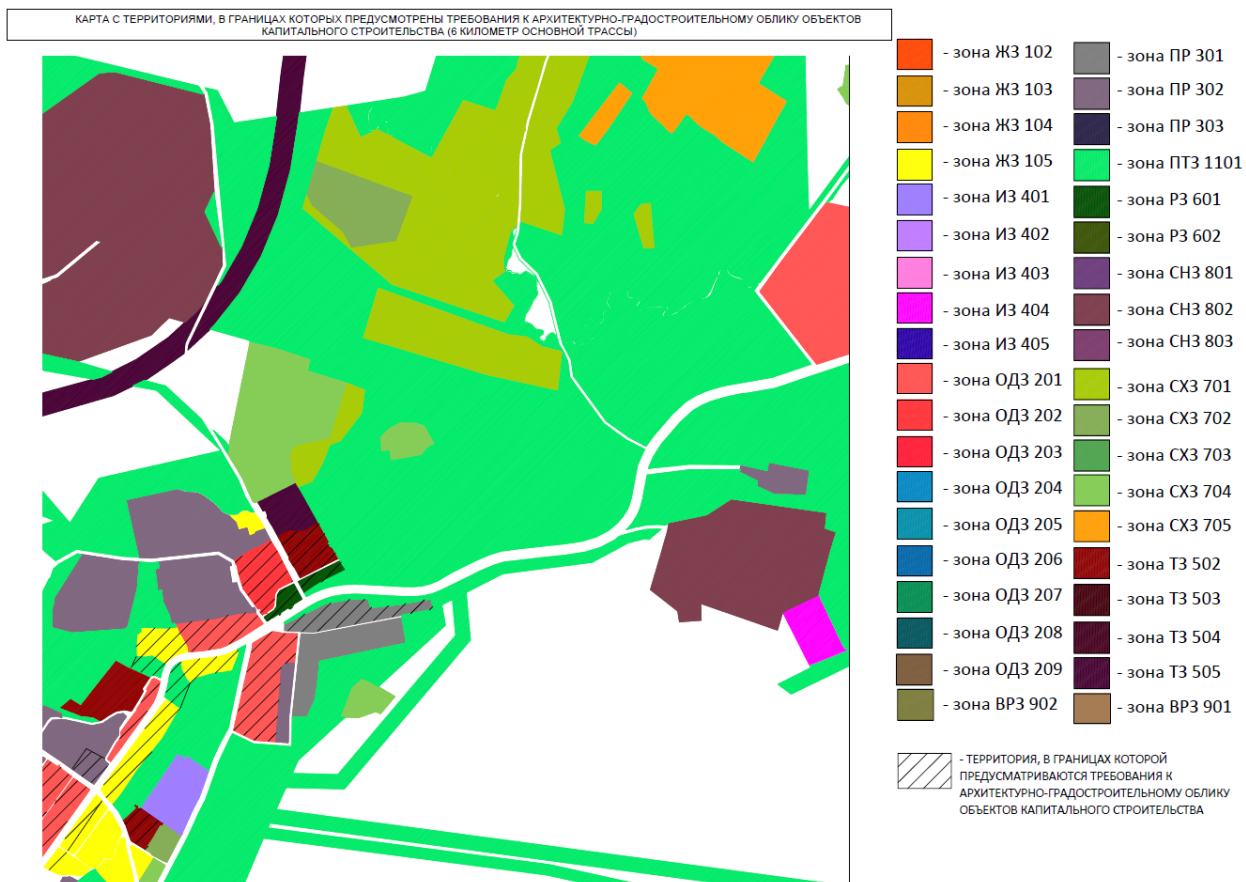 КАРТА С ТЕРРИТОРИЯМИ, В ГРАНИЦАХ КОТОРЫХ ПРЕДУСМОТРЕНЫ ТРЕБОВАНИЯ К АРХИТЕКТУРНО-ГРАДОСТРОИТЕЛЬНОМУ ОБЛИКУ ОБЪЕКТОВ
КАПИТАЛЬНОГО СТРОИТЕЛЬСТВА (6 КИЛОМЕТР ОСНОВНОЙ ТРАССЫ)
- зона ЖЗ 102
- зона ЖЗ 103
- зона ЖЗ 104
- зона ЖЗ 105
- зона ИЗ 401
- зона ИЗ 402
- зона ИЗ 403
- зона ИЗ 404
- зона ИЗ 405
- зона ОДЗ 201
- зона ОДЗ 202
- зона ОДЗ 203
- зона ОДЗ 204
- зона ОДЗ 205
- зона ОДЗ 206
- зона ОДЗ 207
- зона ОДЗ 208
- зона ОДЗ 209
- зона ВРЗ 902
- зона ПР 301
- зона ПР 302
- зона ПР 303
- зона ПТЗ 1101
- зона РЗ 601
- зона РЗ 602
- зона СНЗ 801
- зона СНЗ 802
- зона СНЗ 803
- зона СХЗ 701
- зона СХЗ 702
- зона СХЗ 703
- зона СХЗ 704
- зона СХЗ 705
- зона ТЗ 502
- зона ТЗ 503
- зона ТЗ 504
- зона ТЗ 505
- зона ВРЗ 901
- ТЕРРИТОРИЯ, В ГРАНИЦАХ КОТОРОЙ
ПРЕДУСМАТРИВАЮТСЯ ТРЕБОВАНИЯ К
АРХИТЕКТУРНО-ГРАДОСТРОИТЕЛЬНОМУ ОБЛИКУ
ОБЪЕКТОВ КАПИТАЛЬНОГО СТРОИТЕЛЬСТВА